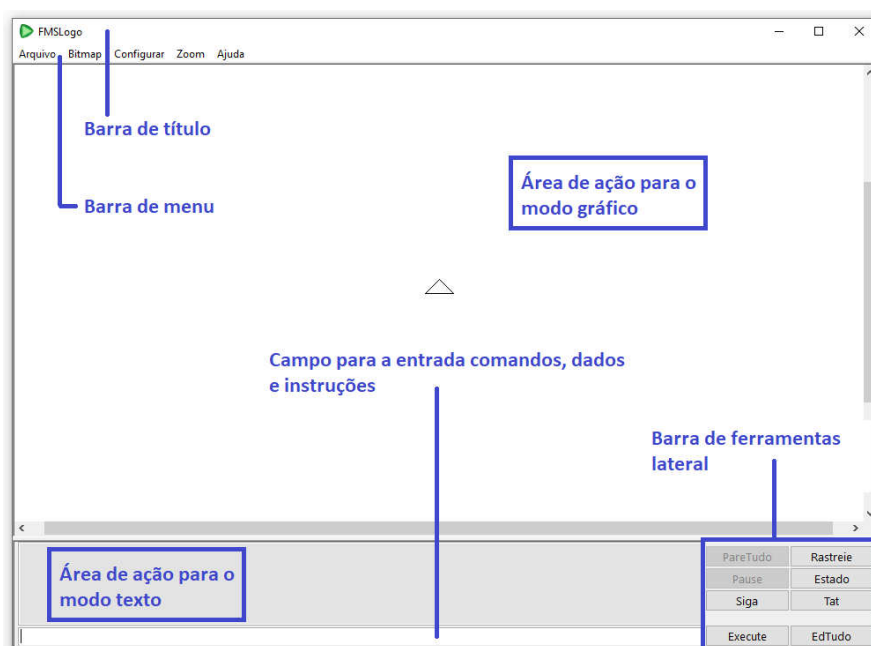 FMSLogo
Arquivo Bitmap Configurar Zoom Ajuda
Barra de título
Área de ação para o
modo gráfico
Barra de menu
Campo para a entrada comandos, dados
e instruções
Barra de ferramentas
lateral
Área de ação para o
modo texto
PareTudo Rastreie
Pause Estado
Siga Tat
Execute EdTudo